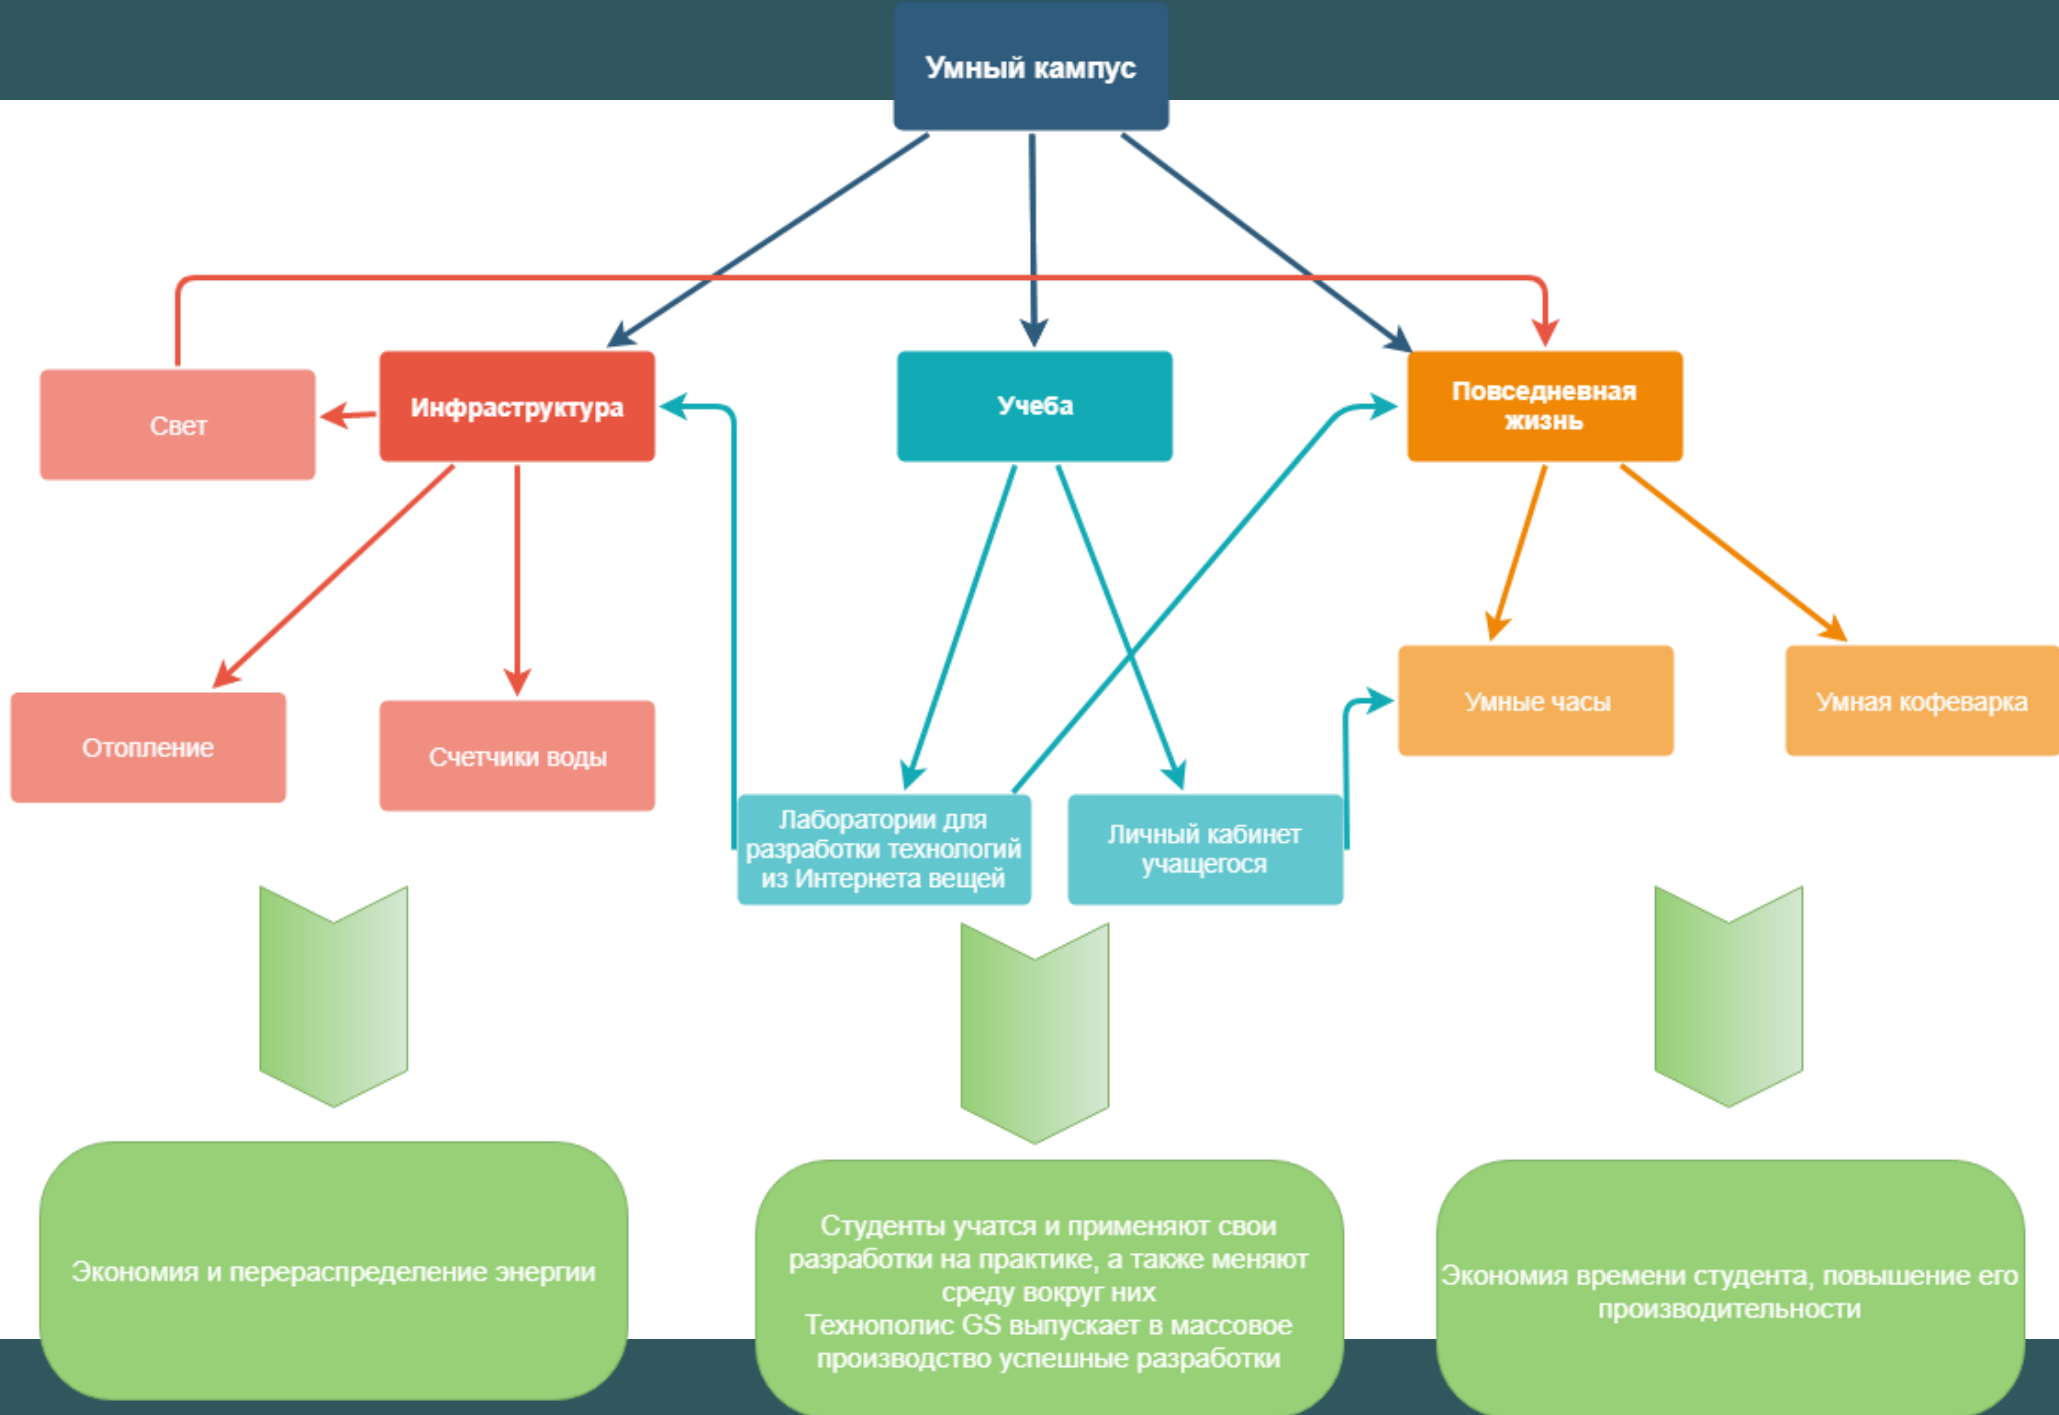 Умный кампус
Свет
Инфраструктура
Учеба
Повседневная
жизнь
Отопление
Счетчики воды
Лаборатории для
разработки технологий
из Интернета вещей
Личный кабинет
учащегося
Умные часы
Умная кофеварка
Экономия и перераспределение энергии
Студенты учатся и применяют свои
разработки на практике, а также меняют
среду вокруг них
Технополис GS выпускает в массовое
производство успешные разработки
Экономия времени студента, повышение его
производительности